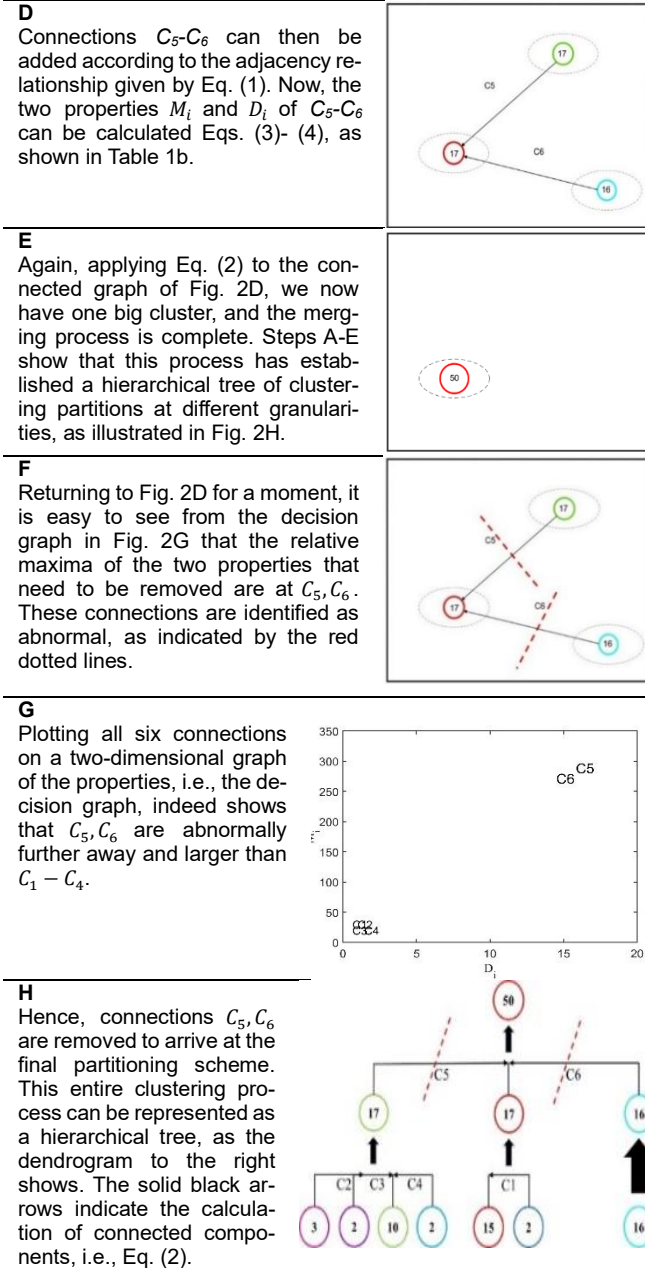 D
Connections C₅-C₆ can then be
added according to the adjacency re-
lationship given by Eq. (1). Now, the
two properties Mᵢ and Dᵢ of C₅-C₆
can be calculated Eqs. (3)- (4), as
shown in Table 1b.
17
C5
17
C6
16
E
Again, applying Eq. (2) to the con-
nected graph of Fig. 2D, we now
have one big cluster, and the merg-
ing process is complete. Steps A-E
show that this process has estab-
lished a hierarchical tree of cluster-
ing partitions at different granulari-
ties, as illustrated in Fig. 2H.
50
F
Returning to Fig. 2D for a moment, it
is easy to see from the decision
graph in Fig. 2G that the relative
maxima of the two properties that
need to be removed are at C₅, C₆.
These connections are identified as
abnormal, as indicated by the red
dotted lines.
17
C5
17
C6
16
G
Plotting all six connections
on a two-dimensional graph
of the properties, i.e., the de-
cision graph, indeed shows
that C₅, C₆ are abnormally
further away and larger than
C₁ − C₄.
350
300
250
200
150
100
50
0
C5
C6
C4
0 5 10 15 20
Dᵢ
H
Hence, connections C₅, C₆
are removed to arrive at the
final partitioning scheme.
This entire clustering pro-
cess can be represented as
a hierarchical tree, as the
dendrogram to the right
shows. The solid black ar-
rows indicate the calcula-
tion of connected compo-
nents, i.e., Eq. (2).
50
C5 C6
17 17 16
C2 C3 C4 C1
3 2 10 2 15 2 16